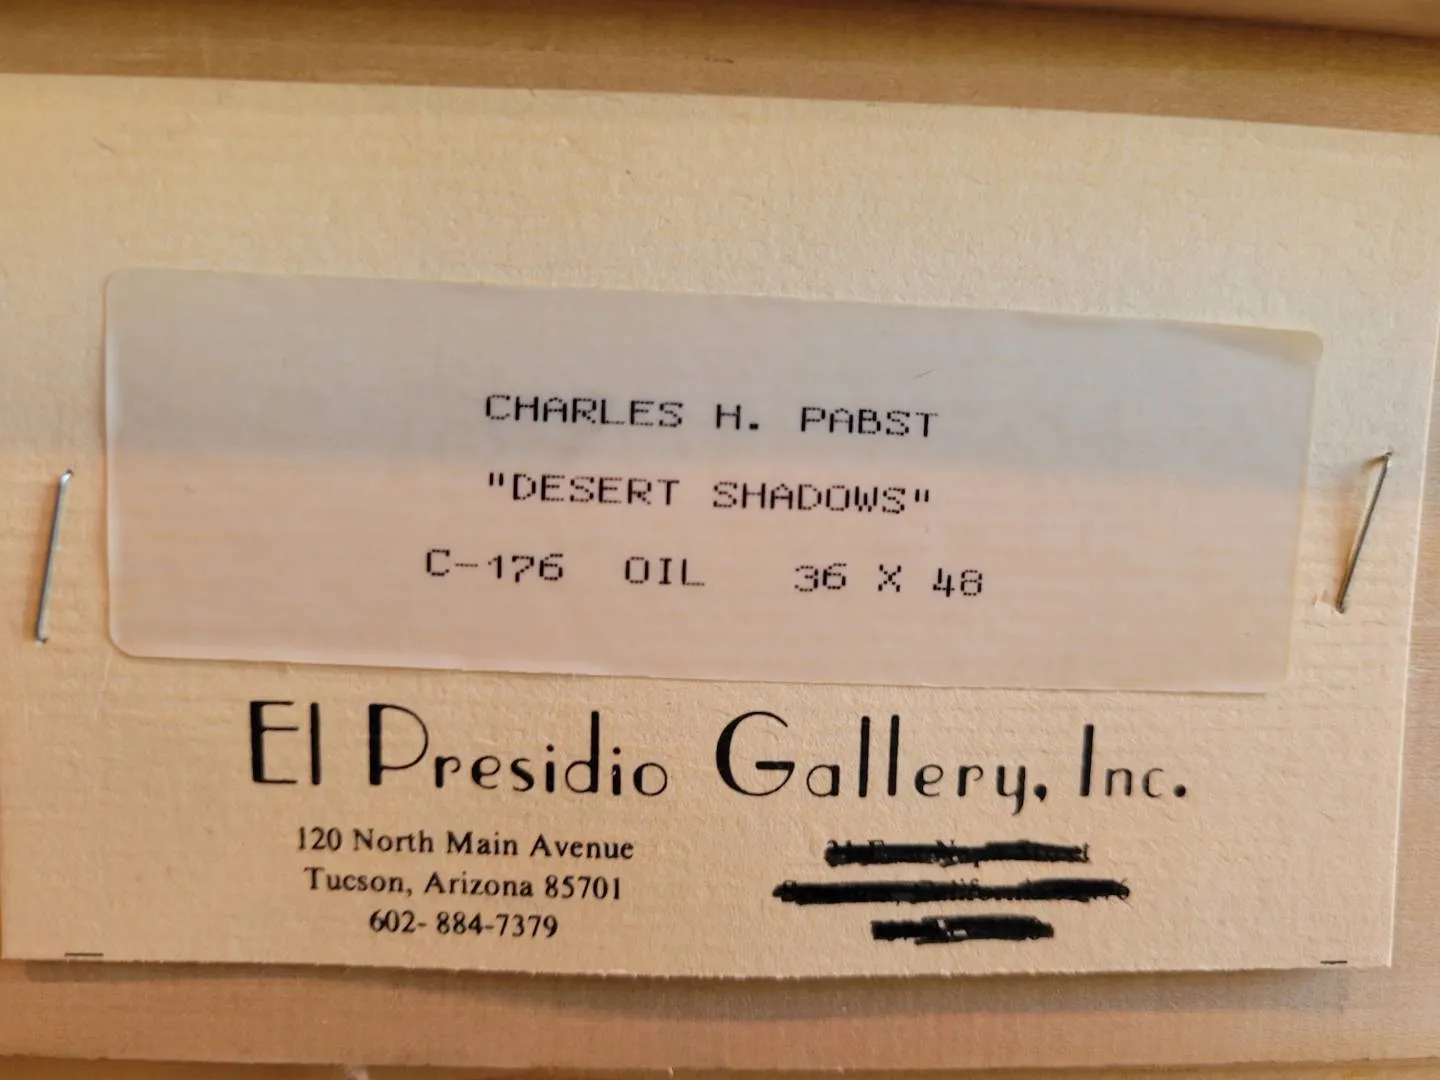 CHARLES H. PABST
"DESERT SHADOWS"
C-176 OIL 36 X 48
El Presidio Gallery, Inc.
120 North Main Avenue
Tucson, Arizona 85701
602- 884-7379